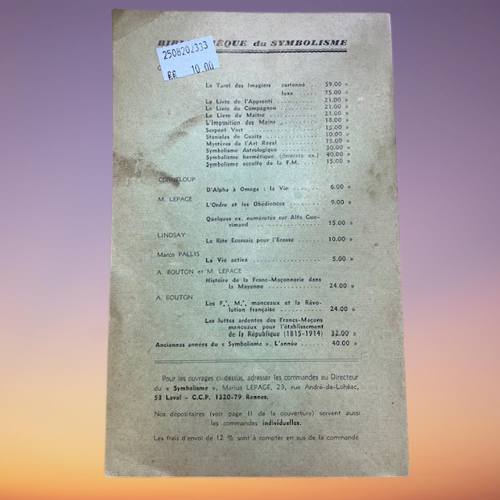 BIBLIOTHÈQUE du SYMBOLISME
2508202333
££ 10.00
Le Tarot des Imagiers cartonné . . 59.00 »
luxe . . 75.00 »
Le Livre de l'Apprenti . . . . . . . . . . 21.00 »
Le Livre du Compagnon . . . . . . . . 21.00 »
Le Livre du Maître . . . . . . . . . . . . 21.00 »
L'Imposition des Mains . . . . . . . . 18.00 »
Serpent Vert . . . . . . . . . . . . . . . . 15.00 »
Stanislas de Guaita . . . . . . . . . . . . 10.00 »
Mystères de l'Art Royal . . . . . . . . 15.00 »
Symbolisme Astrologique . . . . . . . .
Symbolisme hermétique (derniers ex.) 40.00 »
Symbolisme occulte de la F.M. . . . 15.00 »
CORNELOUP
D'Alpha à Oméga : la Vie . . . . . . 6.00 »
M. LEPAGE
L'Ordre et les Obédiences . . . . . . . . 9.00 »
Quelques ex. numérotés sur Alfa Gue-
rimand . . . . . . . . . . . . . . . . . . 15.00 »
LINDSAY
Le Rite Ecossais pour l'Ecosse . . . . 10.00 »
Marco PALLIS
La Vie active . . . . . . . . . . . . . . . . 5.00 »
A. BOUTON et M. LEPAGE
Histoire de la Franc-Maçonnerie dans
la Mayenne . . . . . . . . . . . . . . 24.00 »
A. BOUTON
Les F∴ M∴ manceaux et la Révo-
lution française . . . . . . . . . . . . 24.00 »
Les luttes ardentes des Francs-Maçons
manceaux pour l'établissement
de la République (1815-1914) 32.00 »
Anciennes années du « Symbolisme ». L'année . . . . 40.00 »
Pour les ouvrages ci-dessus, adresser les commandes au Directeur
du « Symbolisme », Marius LEPAGE, 23, rue André-de-Lohéac,
53 Laval – C.C.P. 1320-79 Rennes.
Nos dépositaires (voir page II de la couverture) servent aussi
les commandes individuelles.
Les frais d'envoi de 12 % sont à compter en sus de la commande